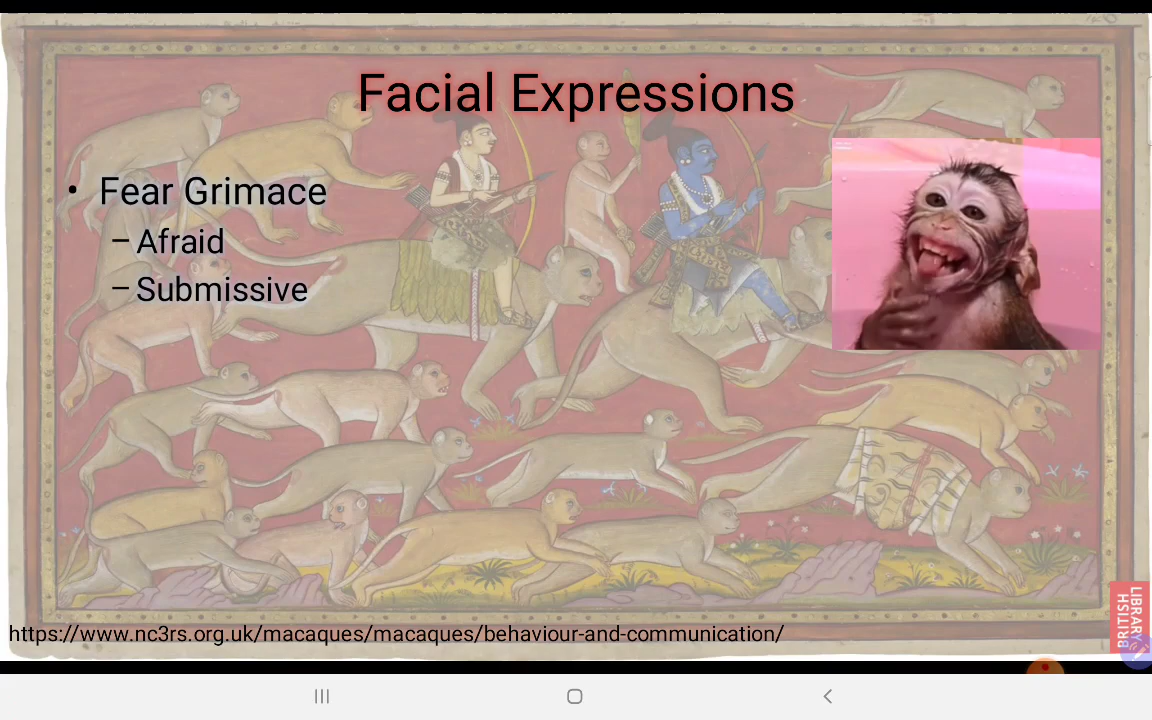 Facial Expressions
• Fear Grimace
– Afraid
– Submissive
https://www.nc3rs.org.uk/macaques/macaques/behaviour-and-communication/
BRITISH
LIBRARY